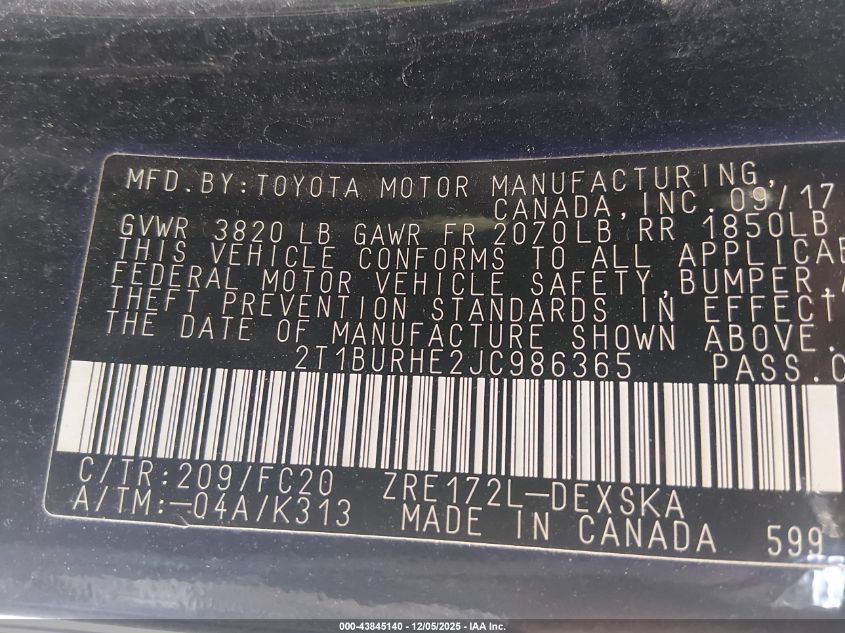 MFD.BY:TOYOTA MOTOR MANUFACTURING,
CANADA,INC. 09/17
GVWR 3820 LB GAWR FR 2070LB RR 1850LB
THIS VEHICLE CONFORMS TO ALL
FEDERAL MOTOR VEHICLE SAFETY,BUMPER,
THEFT PREVENTION STANDARDS IN EFFECT
THE DATE OF MANUFACTURE SHOWN ABOVE.
2T1BURHE2JC986365 PASS.
C/TR:209/FC20 ZRE172L-DEXSKA
A/TM:-04A/K313 MADE IN CANADA 599
000-43845140 - 12/05/2025 - IAA Inc.